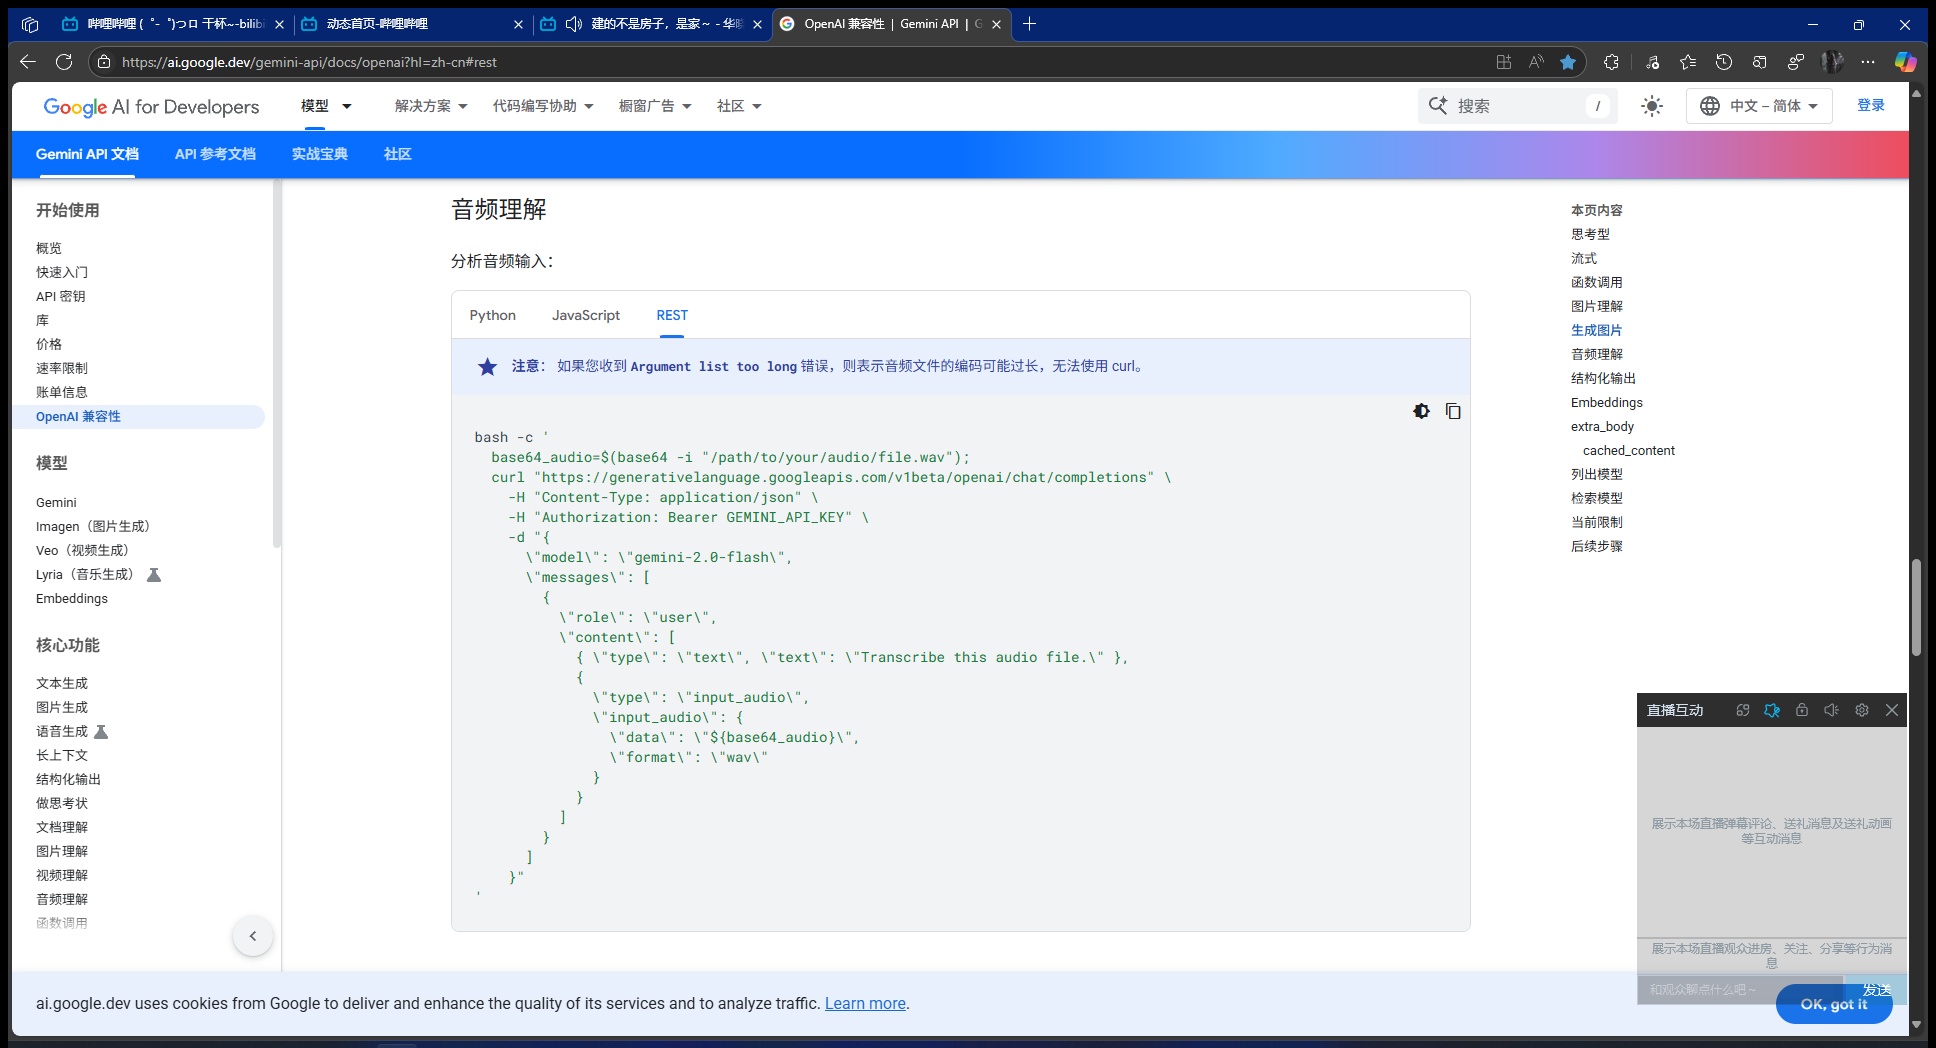 哔哩哔哩 (゜-゜)つロ 干杯~-bilibi
动态首页-哔哩哔哩
建的不是房子，是家～ - 华
OpenAI 兼容性 | Gemini API | G
https://ai.google.dev/gemini-api/docs/openai?hl=zh-cn#rest
Google AI for Developers
模型
解决方案
代码编写协助
橱窗广告
社区
搜索
/
中文 – 简体
登录
Gemini API 文档
API 参考文档
实战宝典
社区
开始使用
概览
快速入门
API 密钥
库
价格
速率限制
账单信息
OpenAI 兼容性
模型
Gemini
Imagen（图片生成）
Veo（视频生成）
Lyria（音乐生成）
Embeddings
核心功能
文本生成
图片生成
语音生成
长上下文
结构化输出
做思考状
文档理解
图片理解
视频理解
音频理解
函数调用
音频理解
分析音频输入：
Python
JavaScript
REST
注意： 如果您收到 Argument list too long 错误，则表示音频文件的编码可能过长，无法使用 curl。
bash -c '
  base64_audio=$(base64 -i "/path/to/your/audio/file.wav");
  curl "https://generativelanguage.googleapis.com/v1beta/openai/chat/completions" \
    -H "Content-Type: application/json" \
    -H "Authorization: Bearer GEMINI_API_KEY" \
    -d "{
      \"model\": \"gemini-2.0-flash\",
      \"messages\": [
        {
          \"role\": \"user\",
          \"content\": [
            { \"type\": \"text\", \"text\": \"Transcribe this audio file.\" },
            {
              \"type\": \"input_audio\",
              \"input_audio\": {
                \"data\": \"${base64_audio}\",
                \"format\": \"wav\"
              }
            }
          ]
        }
      ]
    }"
'
本页内容
思考型
流式
函数调用
图片理解
生成图片
音频理解
结构化输出
Embeddings
extra_body
cached_content
列出模型
检索模型
当前限制
后续步骤
直播互动
展示本场直播弹幕评论、送礼消息及送礼动画
等互动消息
展示本场直播观众进房、关注、分享等行为消
息
和观众聊点什么吧～
发送
ai.google.dev uses cookies from Google to deliver and enhance the quality of its services and to analyze traffic. Learn more.
OK, got it